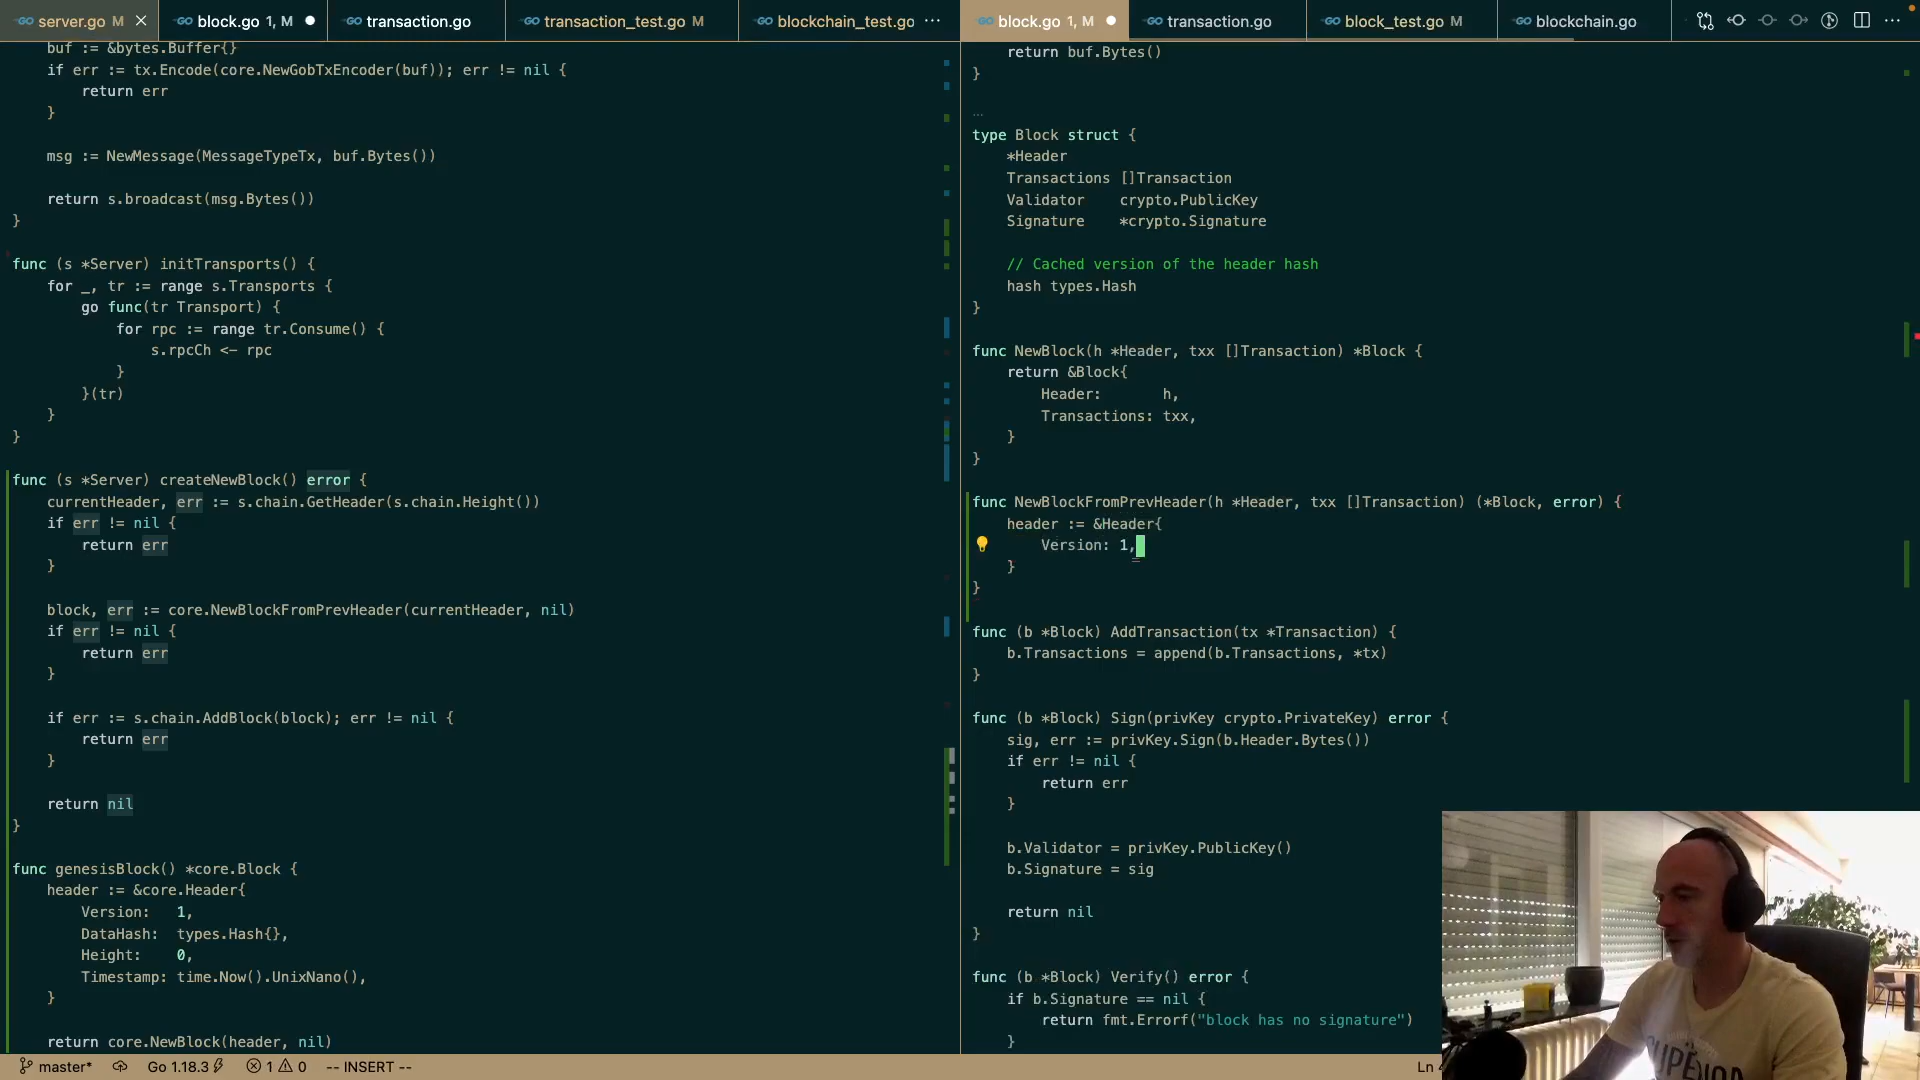 server.go M
block.go 1, M
transaction.go
transaction_test.go M
blockchain_test.go ...
buf := &bytes.Buffer{}
if err := tx.Encode(core.NewGobTxEncoder(buf)); err != nil {
return err
}
msg := NewMessage(MessageTypeTx, buf.Bytes())
return s.broadcast(msg.Bytes())
}
func (s *Server) initTransports() {
for _, tr := range s.Transports {
go func(tr Transport) {
for rpc := range tr.Consume() {
s.rpcCh <- rpc
}
}(tr)
}
}
func (s *Server) createNewBlock() error {
currentHeader, err := s.chain.GetHeader(s.chain.Height())
if err != nil {
return err
}
block, err := core.NewBlockFromPrevHeader(currentHeader, nil)
if err != nil {
return err
}
if err := s.chain.AddBlock(block); err != nil {
return err
}
return nil
}
func genesisBlock() *core.Block {
header := &core.Header{
Version: 1,
DataHash: types.Hash{},
Height: 0,
Timestamp: time.Now().UnixNano(),
}
return core.NewBlock(header, nil)
block.go 1, M
transaction.go
block_test.go M
blockchain.go
...
return buf.Bytes()
}
...
type Block struct {
*Header
Transactions []Transaction
Validator crypto.PublicKey
Signature *crypto.Signature
// Cached version of the header hash
hash types.Hash
}
func NewBlock(h *Header, txx []Transaction) *Block {
return &Block{
Header: h,
Transactions: txx,
}
}
func NewBlockFromPrevHeader(h *Header, txx []Transaction) (*Block, error) {
header := &Header{
Version: 1,
}
}
func (b *Block) AddTransaction(tx *Transaction) {
b.Transactions = append(b.Transactions, *tx)
}
func (b *Block) Sign(privKey crypto.PrivateKey) error {
sig, err := privKey.Sign(b.Header.Bytes())
if err != nil {
return err
}
b.Validator = privKey.PublicKey()
b.Signature = sig
return nil
}
func (b *Block) Verify() error {
if b.Signature == nil {
return fmt.Errorf("block has no signature")
}
master* Go 1.18.3 1 0 -- INSERT --
Ln